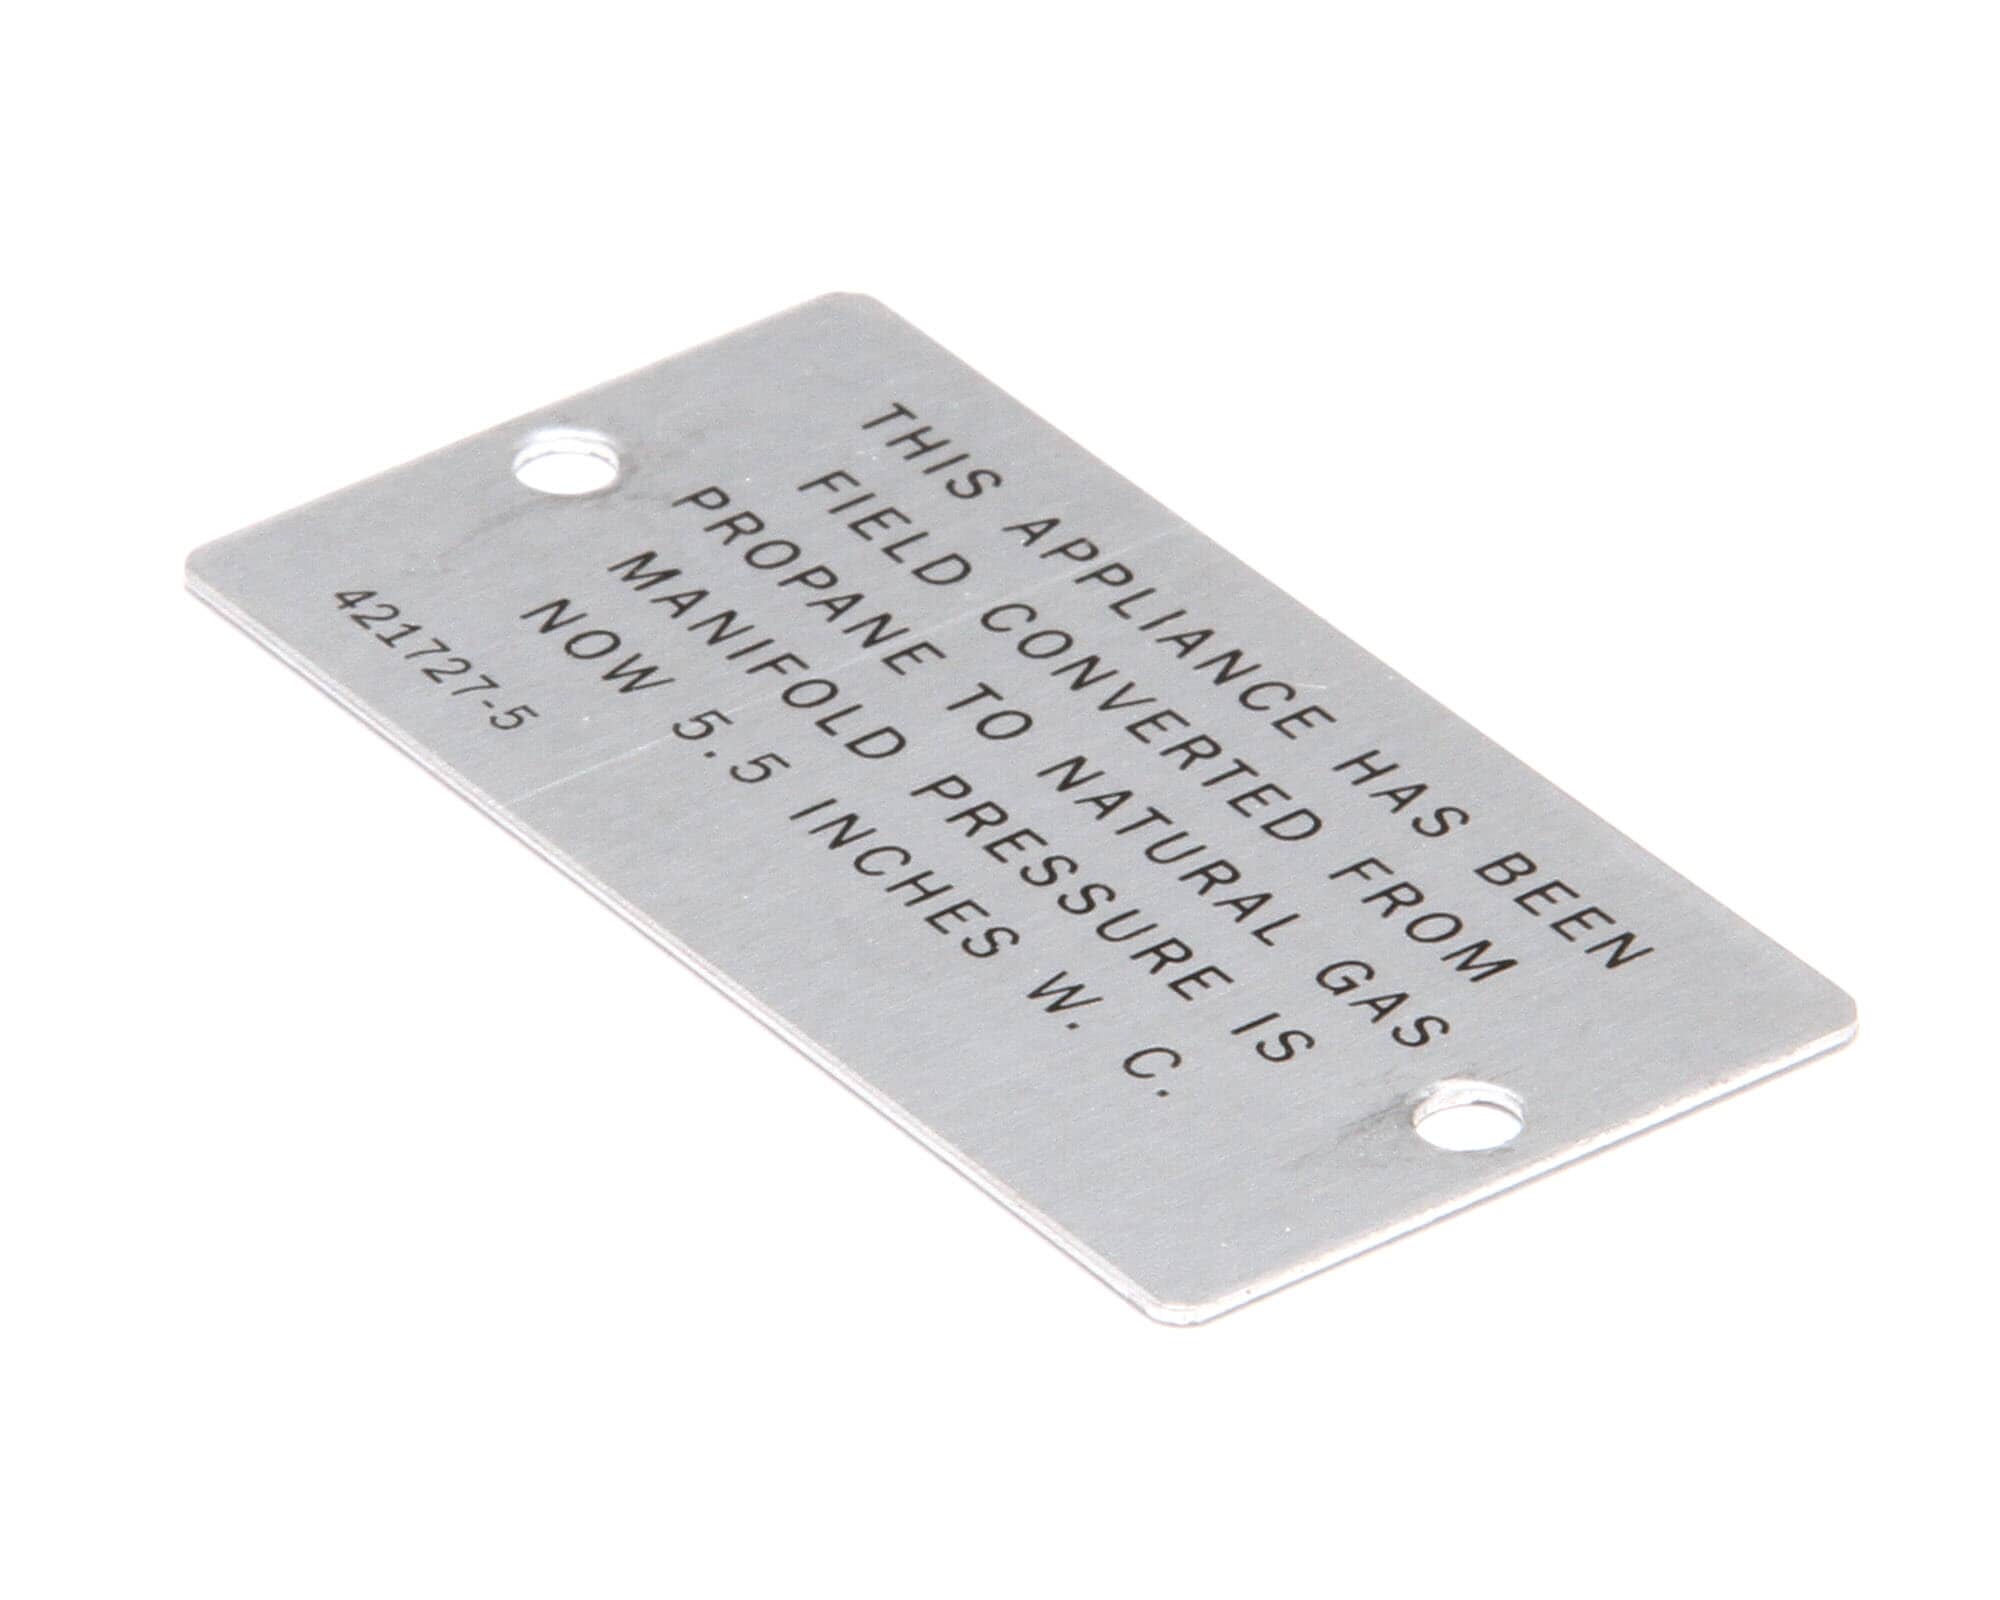 THIS APPLIANCE HAS BEEN
FIELD CONVERTED FROM
PROPANE TO NATURAL GAS
MANIFOLD PRESSURE IS
NOW 5.5 INCHES W. C.
421727-5